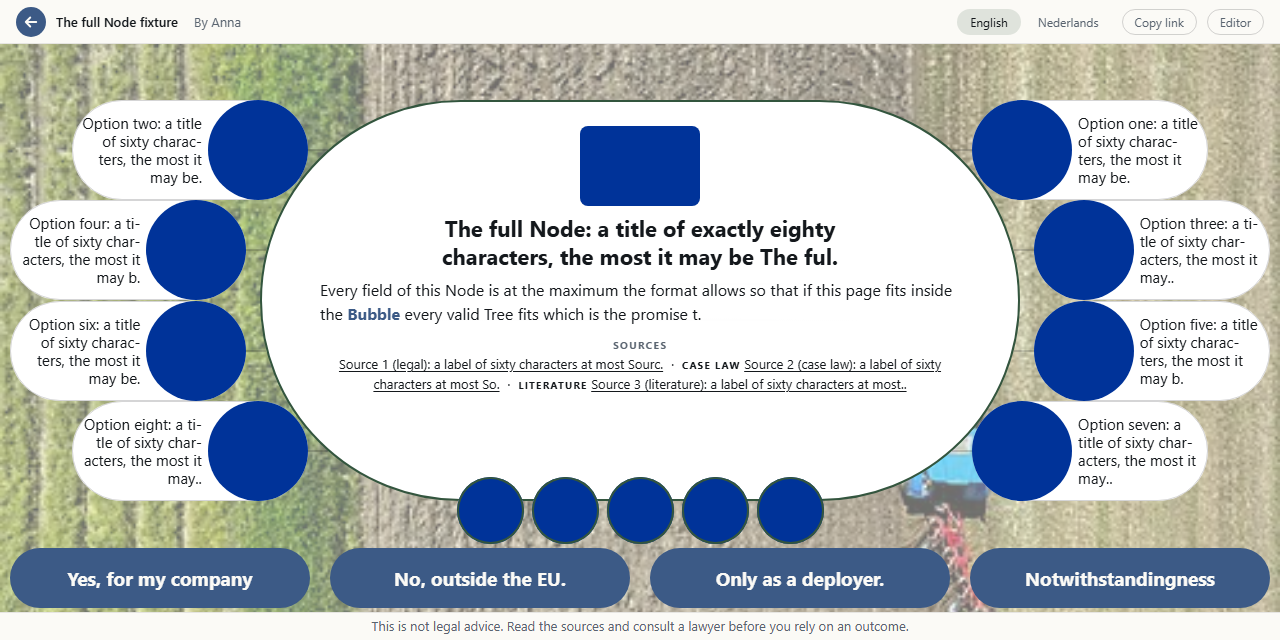 The full Node fixture
By Anna
English
Nederlands
Copy link
Editor
Option two: a title
of sixty charac-
ters, the most it
may be.
Option four: a ti-
tle of sixty char-
acters, the most it
may b.
Option six: a title
of sixty charac-
ters, the most it
may be.
Option eight: a ti-
tle of sixty char-
acters, the most it
may..
The full Node: a title of exactly eighty
characters, the most it may be The ful.
Every field of this Node is at the maximum the format allows so that if this page fits inside
the Bubble every valid Tree fits which is the promise t.
SOURCES
Source 1 (legal): a label of sixty characters at most Sourc. · CASE LAW Source 2 (case law): a label of sixty
characters at most So. · LITERATURE Source 3 (literature): a label of sixty characters at most..
Option one: a title
of sixty charac-
ters, the most it
may be.
Option three: a ti-
tle of sixty char-
acters, the most it
may..
Option five: a title
of sixty charac-
ters, the most it
may b.
Option seven: a
title of sixty char-
acters, the most it
may..
Yes, for my company
No, outside the EU.
Only as a deployer.
Notwithstandingness
This is not legal advice. Read the sources and consult a lawyer before you rely on an outcome.